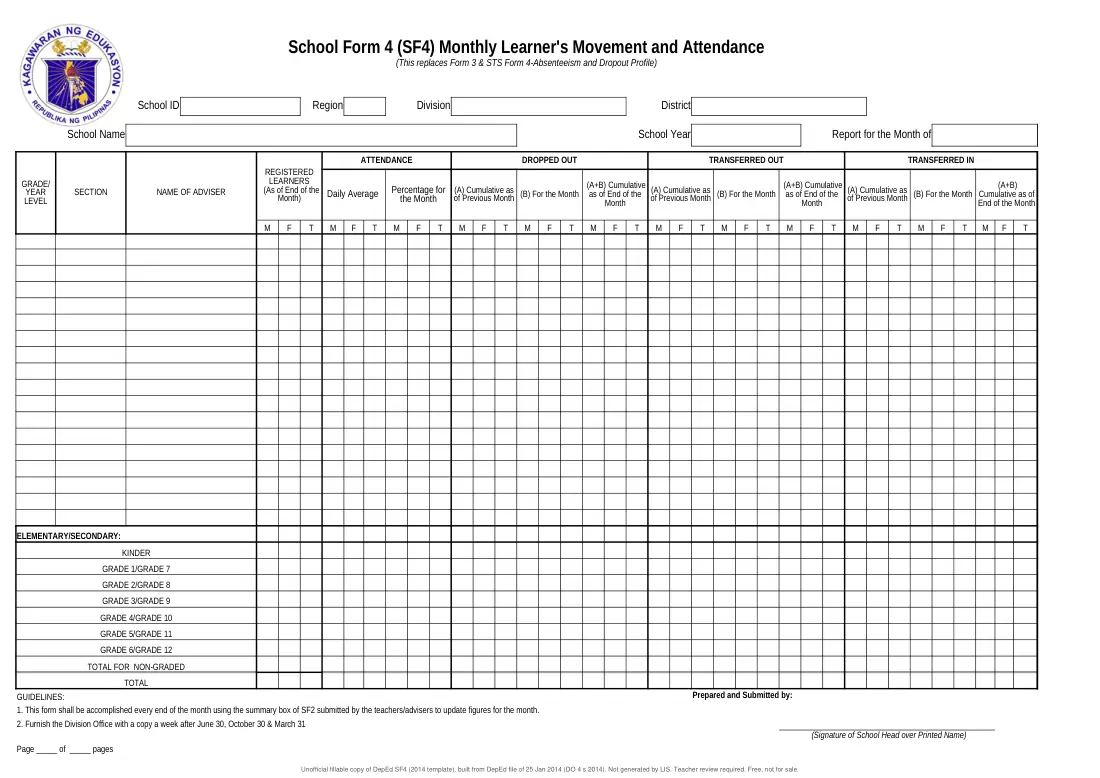 KAGAWARAN NG EDUKASYON
REPUBLIKA NG PILIPINAS
School Form 4 (SF4) Monthly Learner's Movement and Attendance
(This replaces Form 3 & STS Form 4-Absenteeism and Dropout Profile)
School ID Region Division District
School Name School Year Report for the Month of
GRADE/
YEAR
LEVEL
SECTION
NAME OF ADVISER
REGISTERED
LEARNERS
(As of End of the
Month)
ATTENDANCE
Daily Average
Percentage for
the Month
DROPPED OUT
(A) Cumulative as
of Previous Month
(B) For the Month
(A+B) Cumulative
as of End of the
Month
TRANSFERRED OUT
(A) Cumulative as
of Previous Month
(B) For the Month
(A+B) Cumulative
as of End of the
Month
TRANSFERRED IN
(A) Cumulative as
of Previous Month
(B) For the Month
(A+B)
Cumulative as of
End of the Month
M F T M F T M F T M F T M F T M F T M F T M F T M F T M F T M F T M F T
ELEMENTARY/SECONDARY:
KINDER
GRADE 1/GRADE 7
GRADE 2/GRADE 8
GRADE 3/GRADE 9
GRADE 4/GRADE 10
GRADE 5/GRADE 11
GRADE 6/GRADE 12
TOTAL FOR NON-GRADED
TOTAL
GUIDELINES:
1. This form shall be accomplished every end of the month using the summary box of SF2 submitted by the teachers/advisers to update figures for the month.
2. Furnish the Division Office with a copy a week after June 30, October 30 & March 31
Prepared and Submitted by:
(Signature of School Head over Printed Name)
Page _____ of _____ pages
Unofficial fillable copy of DepEd SF4 (2014 template), built from DepEd file of 25 Jan 2014 (DO 4 s.2014). Not generated by LIS. Teacher review required. Free, not for sale.